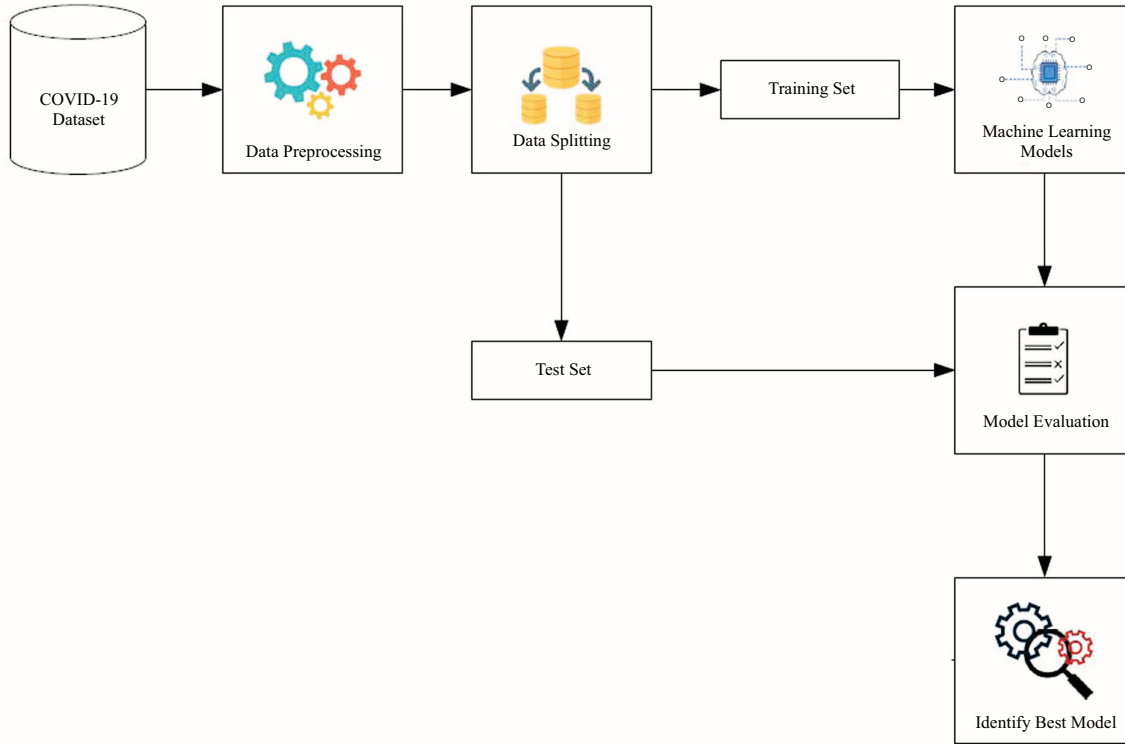 COVID-19
Dataset
Data Preprocessing
Data Splitting
Training Set
Machine Learning
Models
Test Set
Model Evaluation
Identify Best Model